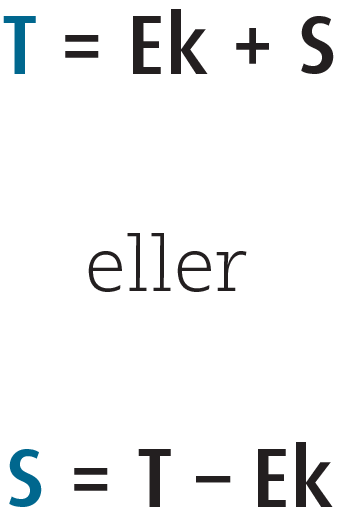 T = Ek + S
eller
S = T – Ek